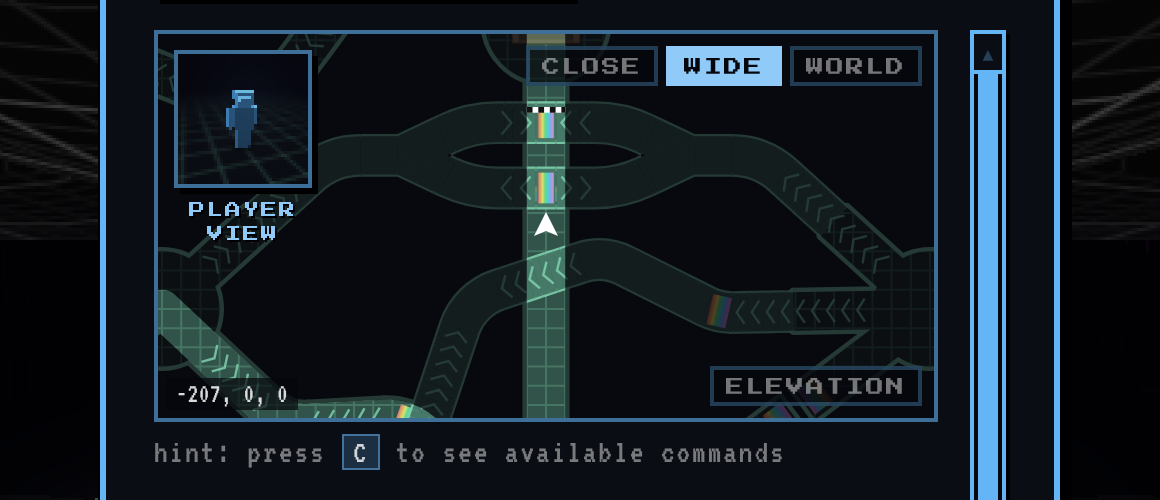 CLOSE WIDE WORLD
PLAYER
VIEW
-207, 0, 0
ELEVATION
hint: press C to see available commands